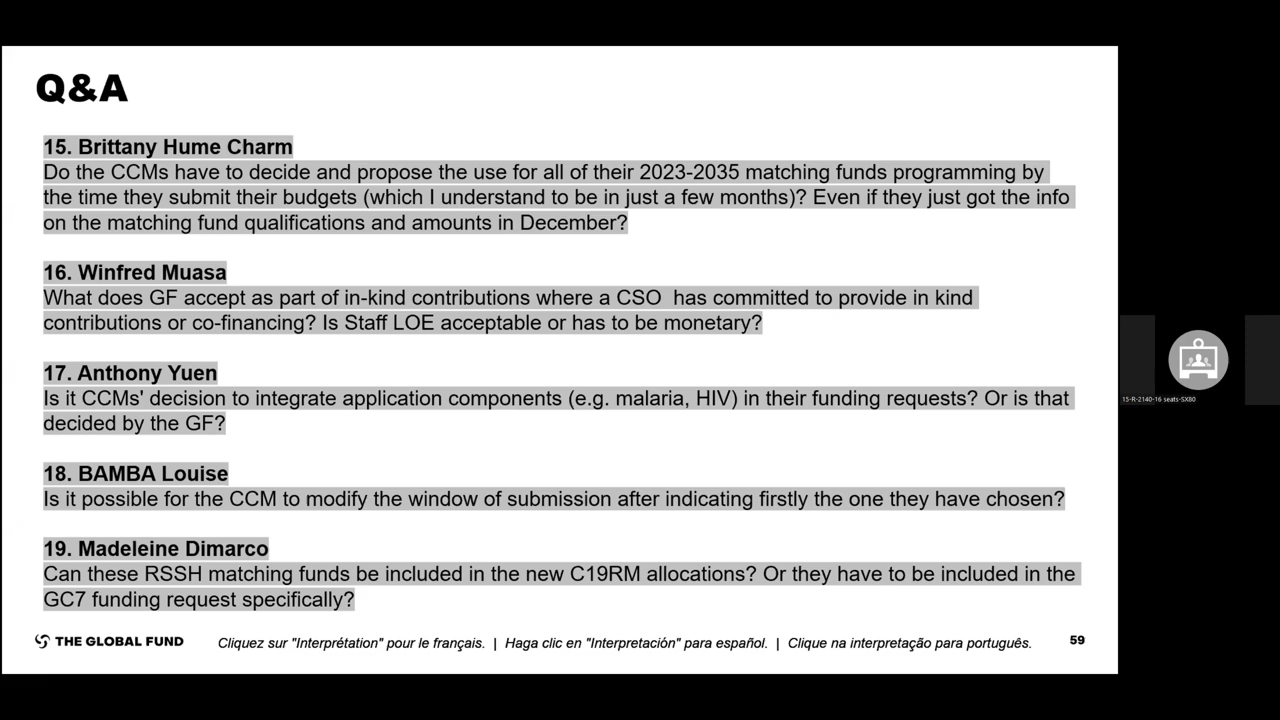 Q&A
15. Brittany Hume Charm
Do the CCMs have to decide and propose the use for all of their 2023-2035 matching funds programming by
the time they submit their budgets (which I understand to be in just a few months)? Even if they just got the info
on the matching fund qualifications and amounts in December?
16. Winfred Muasa
What does GF accept as part of in-kind contributions where a CSO  has committed to provide in kind
contributions or co-financing? Is Staff LOE acceptable or has to be monetary?
17. Anthony Yuen
Is it CCMs' decision to integrate application components (e.g. malaria, HIV) in their funding requests? Or is that
decided by the GF?
18. BAMBA Louise
Is it possible for the CCM to modify the window of submission after indicating firstly the one they have chosen?
19. Madeleine Dimarco
Can these RSSH matching funds be included in the new C19RM allocations? Or they have to be included in the
GC7 funding request specifically?
THE GLOBAL FUND
Cliquez sur "Interprétation" pour le français.  |  Haga clic en "Interpretación" para español.  |  Clique na interpretação para português.
59
15-R-2140-16 seats-SX80